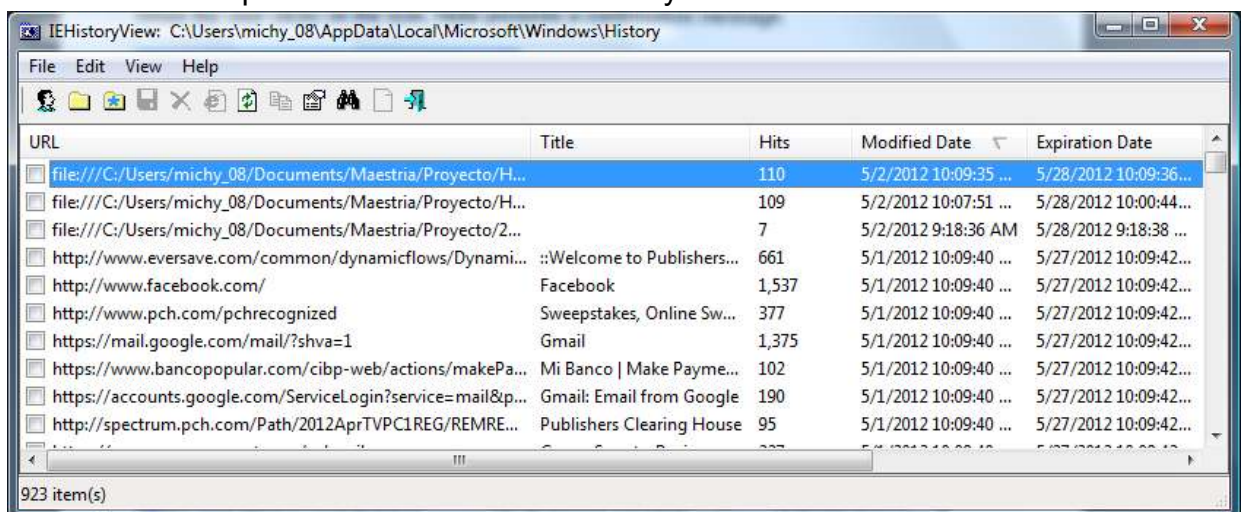 IEHistoryView: C:\Users\michy_08\AppData\Local\Microsoft\Windows\History
File Edit View Help
URL Title Hits Modified Date Expiration Date
file:///C:/Users/michy_08/Documents/Maestria/Proyecto/H... 110 5/2/2012 10:09:35 ... 5/28/2012 10:09:36...
file:///C:/Users/michy_08/Documents/Maestria/Proyecto/H... 109 5/2/2012 10:07:51 ... 5/28/2012 10:00:44...
file:///C:/Users/michy_08/Documents/Maestria/Proyecto/2... 7 5/2/2012 9:18:36 AM 5/28/2012 9:18:38 ...
http://www.eversave.com/common/dynamicflows/Dynami... ::Welcome to Publishers... 661 5/1/2012 10:09:40 ... 5/27/2012 10:09:42...
http://www.facebook.com/ Facebook 1,537 5/1/2012 10:09:40 ... 5/27/2012 10:09:42...
http://www.pch.com/pchrecognized Sweepstakes, Online Sw... 377 5/1/2012 10:09:40 ... 5/27/2012 10:09:42...
https://mail.google.com/mail/?shva=1 Gmail 1,375 5/1/2012 10:09:40 ... 5/27/2012 10:09:42...
https://www.bancopopular.com/cibp-web/actions/makePa... Mi Banco | Make Payme... 102 5/1/2012 10:09:40 ... 5/27/2012 10:09:42...
https://accounts.google.com/ServiceLogin?service=mail&p... Gmail: Email from Google 190 5/1/2012 10:09:40 ... 5/27/2012 10:09:42...
http://spectrum.pch.com/Path/2012AprTVPC1REG/REMRE... Publishers Clearing House 95 5/1/2012 10:09:40 ... 5/27/2012 10:09:42...
923 item(s)